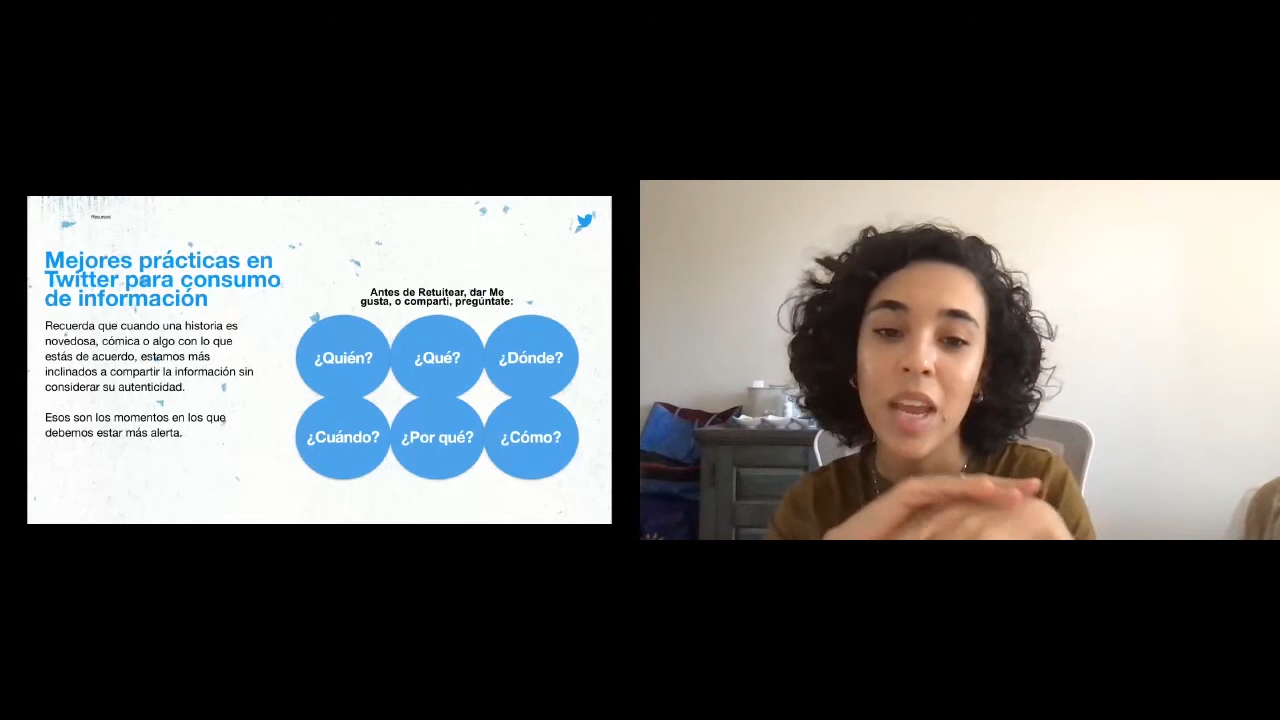 Recursos
Mejores prácticas en
Twitter para consumo
de información
Recuerda que cuando una historia es
novedosa, cómica o algo con lo que
estás de acuerdo, estamos más
inclinados a compartir la información sin
considerar su autenticidad.
Esos son los momentos en los que
debemos estar más alerta.
Antes de Retuitear, dar Me
gusta, o comparti, pregúntate:
¿Quién?
¿Qué?
¿Dónde?
¿Cuándo?
¿Por qué?
¿Cómo?